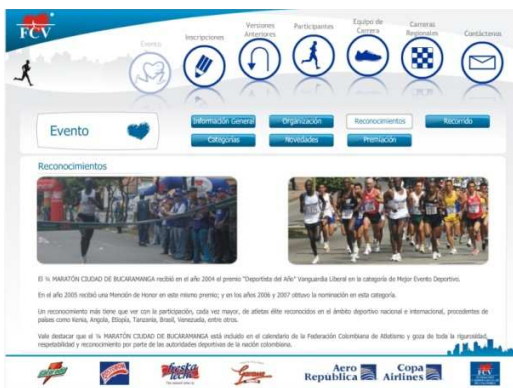 FCV
Evento
Inscripciones
Versiones
Anteriores
Participantes
Equipo de
Carrera
Carreras
Regionales
Contáctenos
Evento
Información General
Organización
Reconocimientos
Recorrido
Categorías
Novedades
Premiación
Reconocimientos
El ½ MARATÓN CIUDAD DE BUCARAMANGA recibió en el año 2004 el premio "Deportista del Año" Vanguardia Liberal en la categoría de Mejor Evento Deportivo.
En el año 2005 recibió una Mención de Honor en este mismo premio; y en los años 2006 y 2007 obtuvo la nominación en esta categoría.
Un reconocimiento más tiene que ver con la participación, cada vez mayor, de atletas élite reconocidos en el ámbito deportivo nacional e internacional, procedentes de
países como Kenia, Angola, Etiopía, Tanzania, Brasil, Venezuela, entre otros.
Vale destacar que el ½ MARATÓN CIUDAD DE BUCARAMANGA está incluido en el calendario de la Federación Colombiana de Atletismo y goza de toda la rigurosidad,
respetabilidad y reconocimiento por parte de las autoridades deportivas de la nación colombiana.
freska
leche
Aero
República
Copa
Airlines
FCV